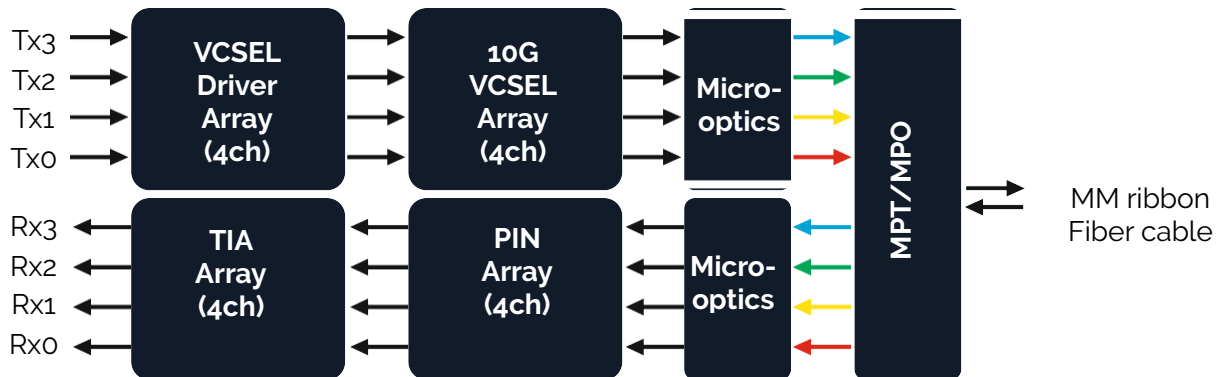 Tx3
Tx2
Tx1
Tx0
VCSEL
Driver
Array
(4ch)
10G
VCSEL
Array
(4ch)
Micro-
optics
MPT/MPO
MM ribbon
Fiber cable
Rx3
Rx2
Rx1
Rx0
TIA
Array
(4ch)
PIN
Array
(4ch)
Micro-
optics